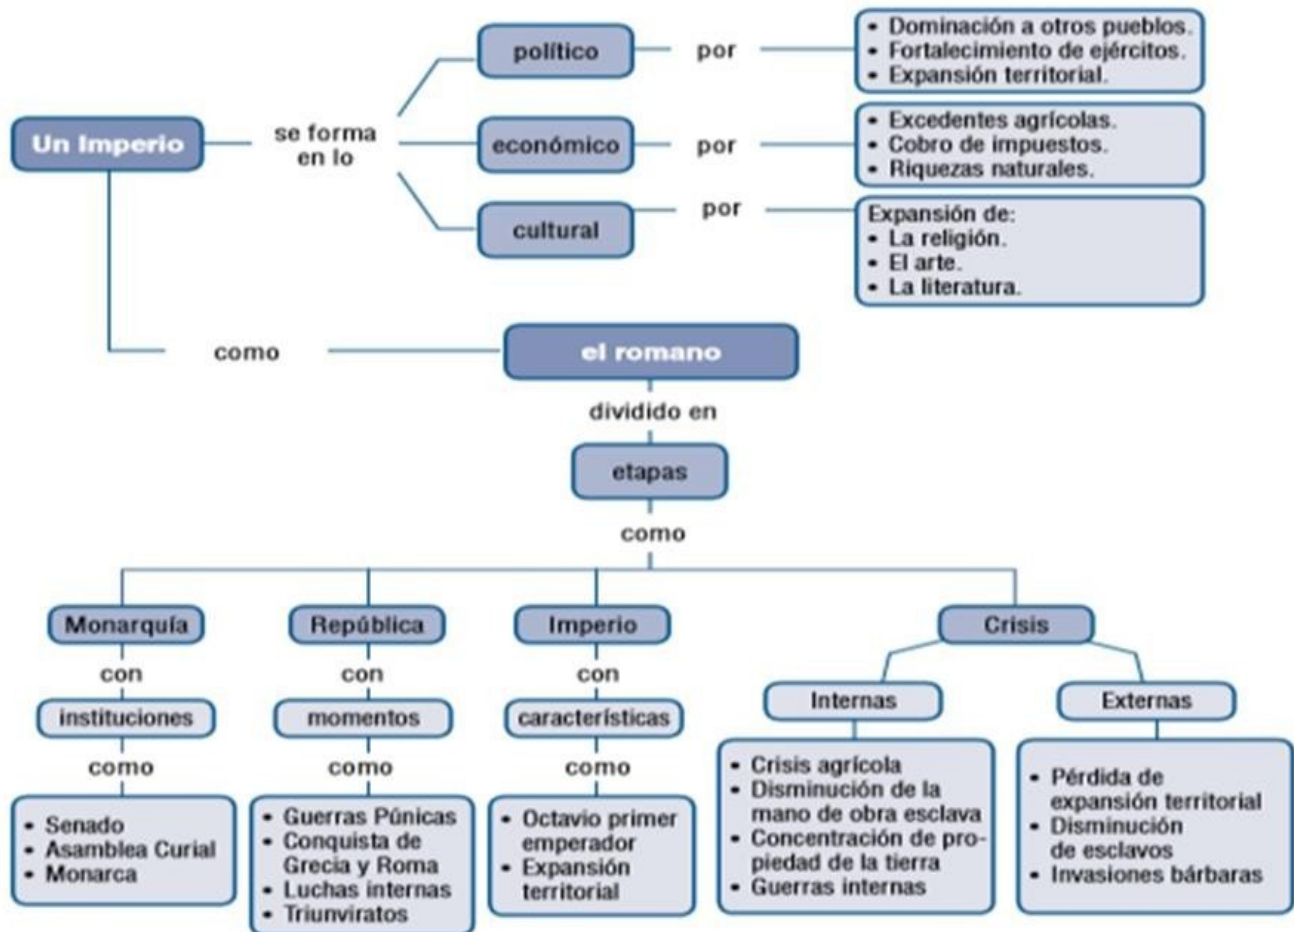 político
por
• Dominación a otros pueblos.
• Fortalecimiento de ejércitos.
• Expansión territorial.
Un Imperio
se forma
en lo
económico
por
• Excedentes agrícolas.
• Cobro de impuestos.
• Riquezas naturales.
cultural
por
Expansión de:
• La religión.
• El arte.
• La literatura.
como
el romano
dividido en
etapas
como
Monarquía
con
instituciones
como
• Senado
• Asamblea Curial
• Monarca
República
con
momentos
como
• Guerras Púnicas
• Conquista de
Grecia y Roma
• Luchas internas
• Triunviratos
Imperio
con
características
como
• Octavio primer
emperador
• Expansión
territorial
Crisis
Internas
• Crisis agrícola
• Disminución de la
mano de obra esclava
• Concentración de pro-
piedad de la tierra
• Guerras internas
Externas
• Pérdida de
expansión territorial
• Disminución
de esclavos
• Invasiones bárbaras